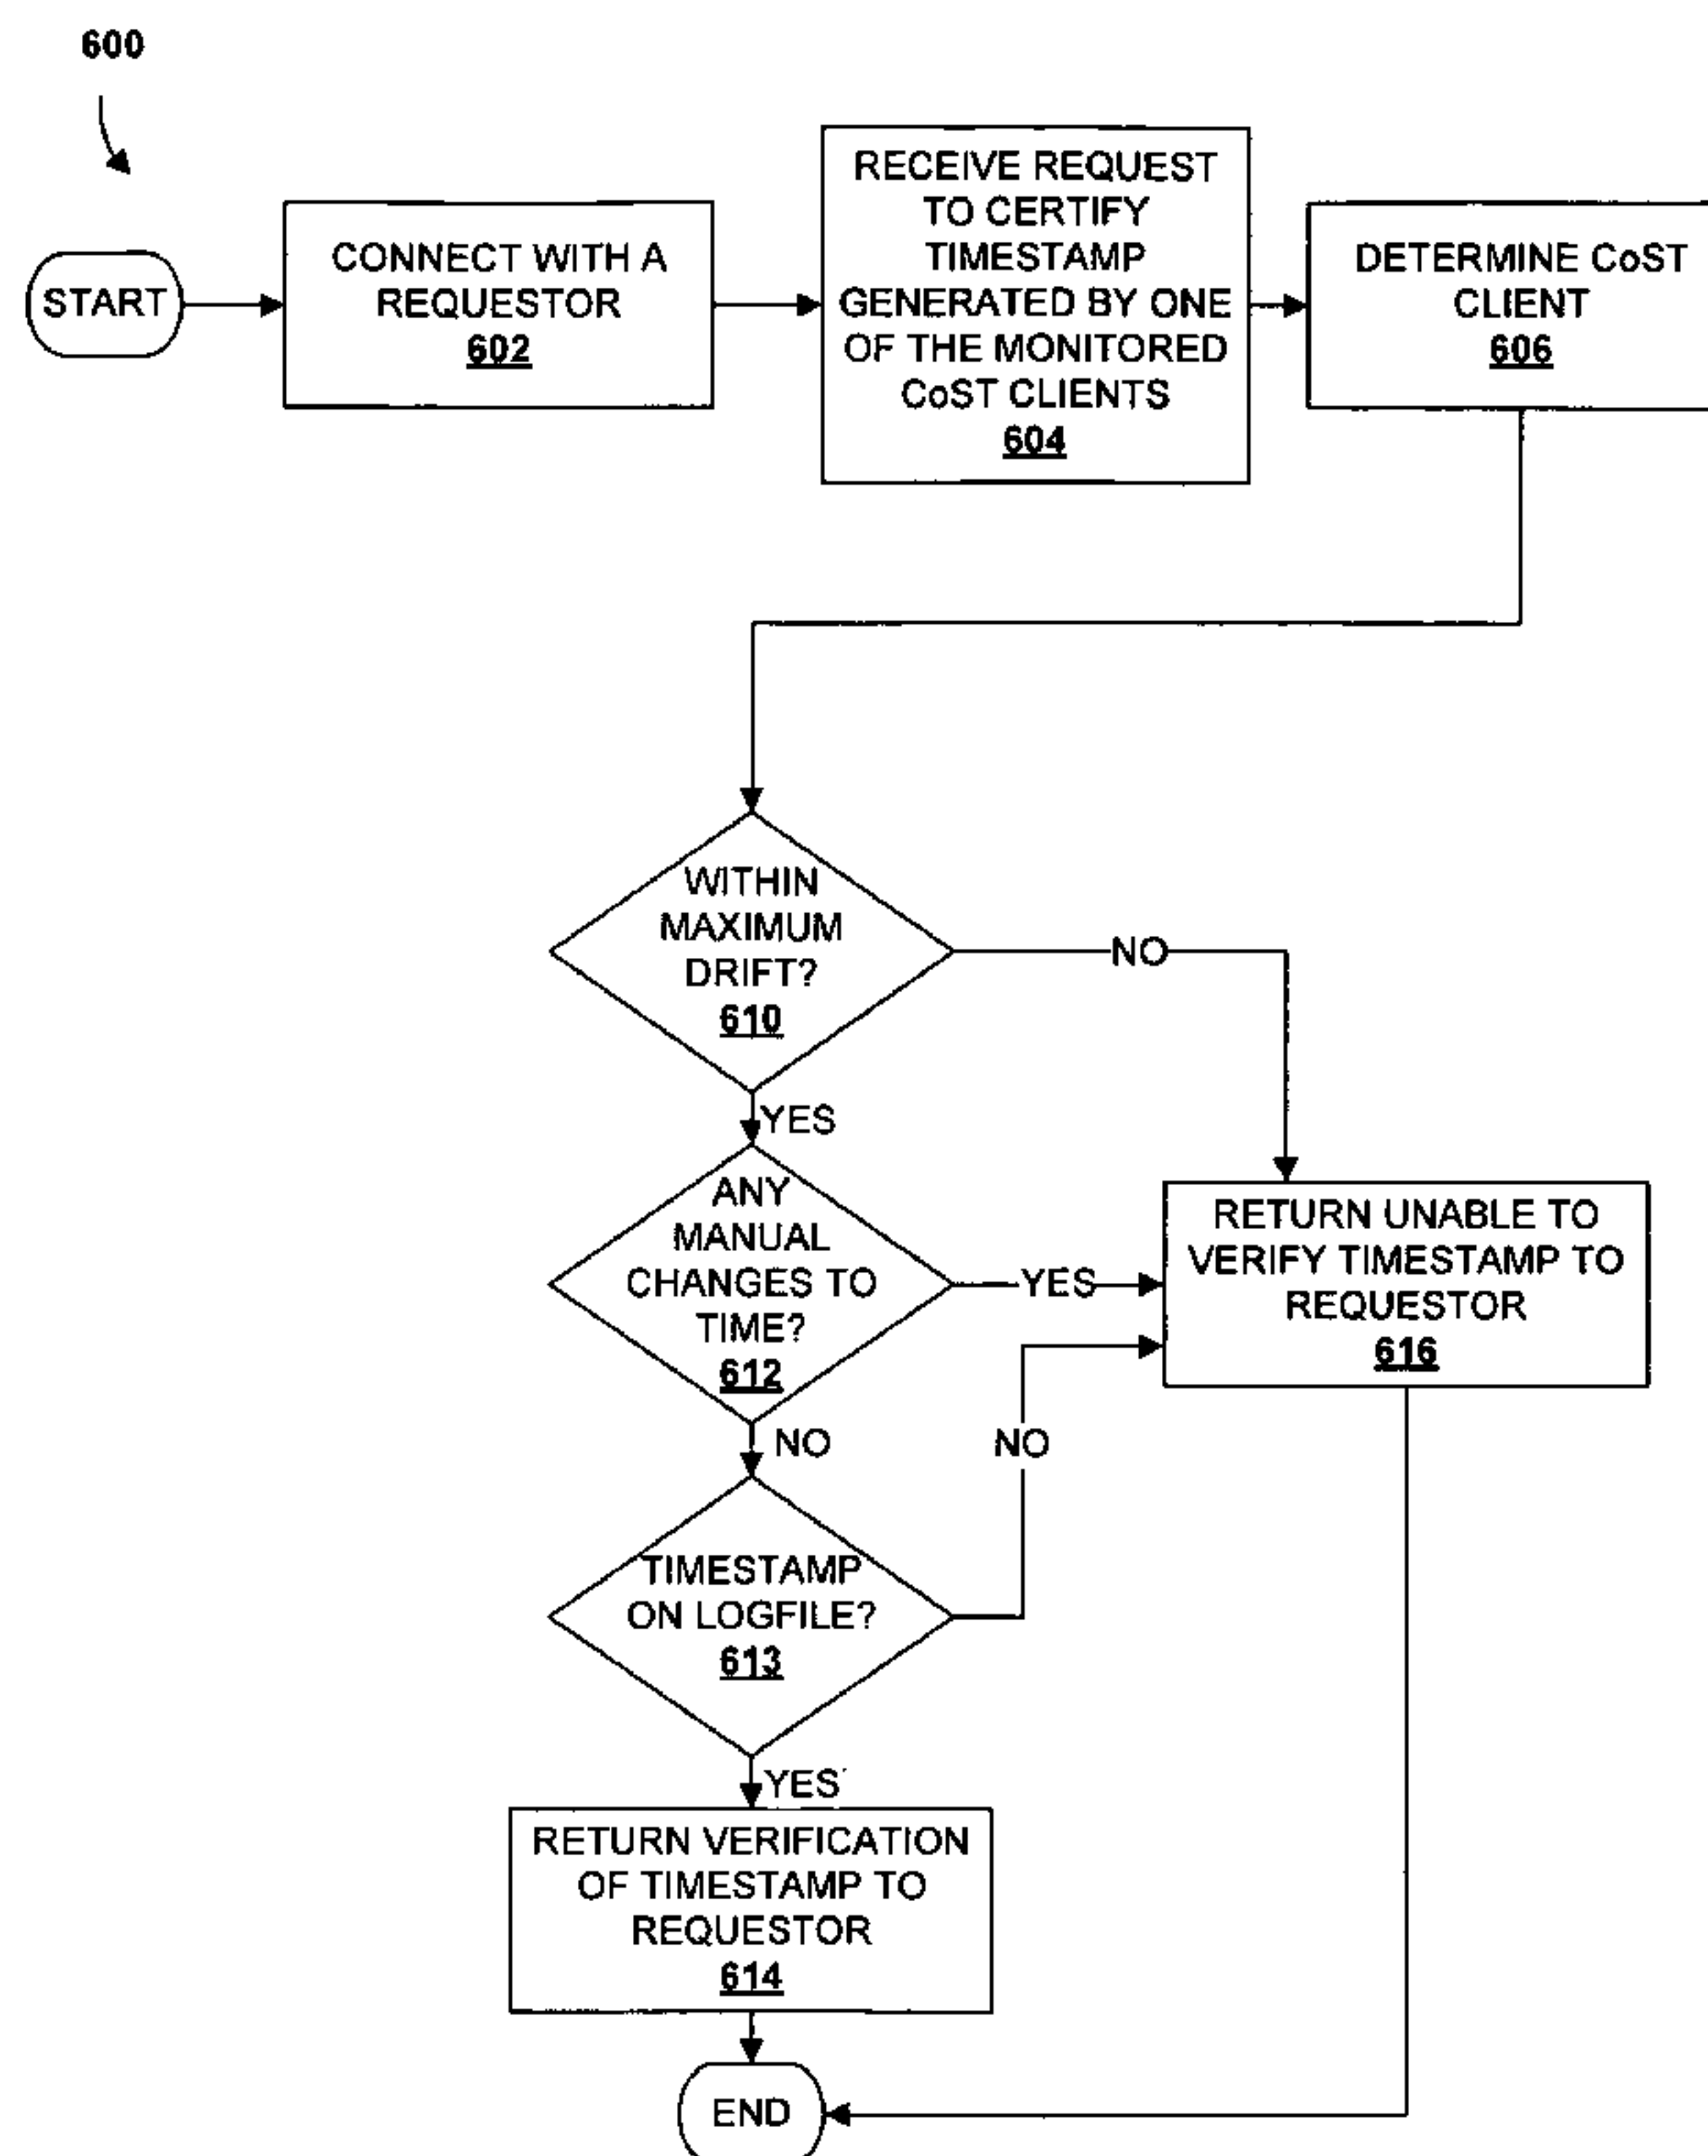 600
START
CONNECT WITH A
REQUESTOR
602
RECEIVE REQUEST
TO CERTIFY
TIMESTAMP
GENERATED BY ONE
OF THE MONITORED
CoST CLIENTS
604
DETERMINE CoST
CLIENT
606
WITHIN
MAXIMUM
DRIFT?
610
NO
YES
ANY
MANUAL
CHANGES TO
TIME?
612
YES
RETURN UNABLE TO
VERIFY TIMESTAMP TO
REQUESTOR
616
NO
NO
TIMESTAMP
ON LOGFILE?
613
YES
RETURN VERIFICATION
OF TIMESTAMP TO
REQUESTOR
614
END